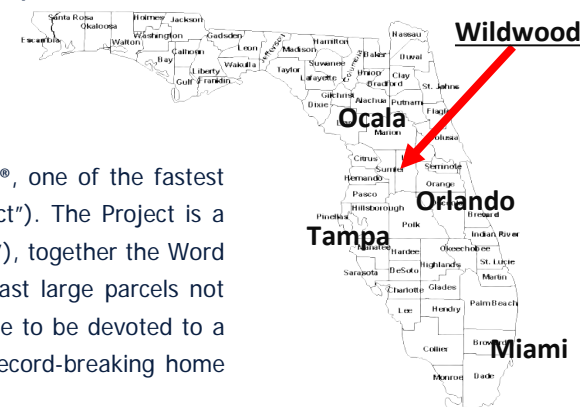 Wildwood
Santa Rosa
Holmes
Jackson
Okaloosa
Escambia
Walton
Washington
Gadsden
Hamilton
Nassau
Bay
Calhoun
Leon
Madison
Baker
Duval
Liberty
Wakulla
Jefferson
Taylor
Suwannee
Columbia
Union
Clay
Gulf
Franklin
Lafayette
Bradford
St. Johns
Gilchrist
Dixie
Alachua
Putnam
Flagler
Ocala
Marion
Volusia
Citrus
Sumter
Seminole
Hernando
Orange
Pasco
Orlando
Pinellas
Hillsborough
Polk
Brevard
Indian River
Tampa
Manatee
Hardee
Okeechobee
Highlands
St. Lucie
Sarasota
DeSoto
Martin
Charlotte
Glades
Lee
Hendry
Palm Beach
Collier
Broward
Miami
Monroe
Dade
®, one of the fastest
ct”). The Project is a
”), together the Word
ast large parcels not
e to be devoted to a
ecord-breaking home